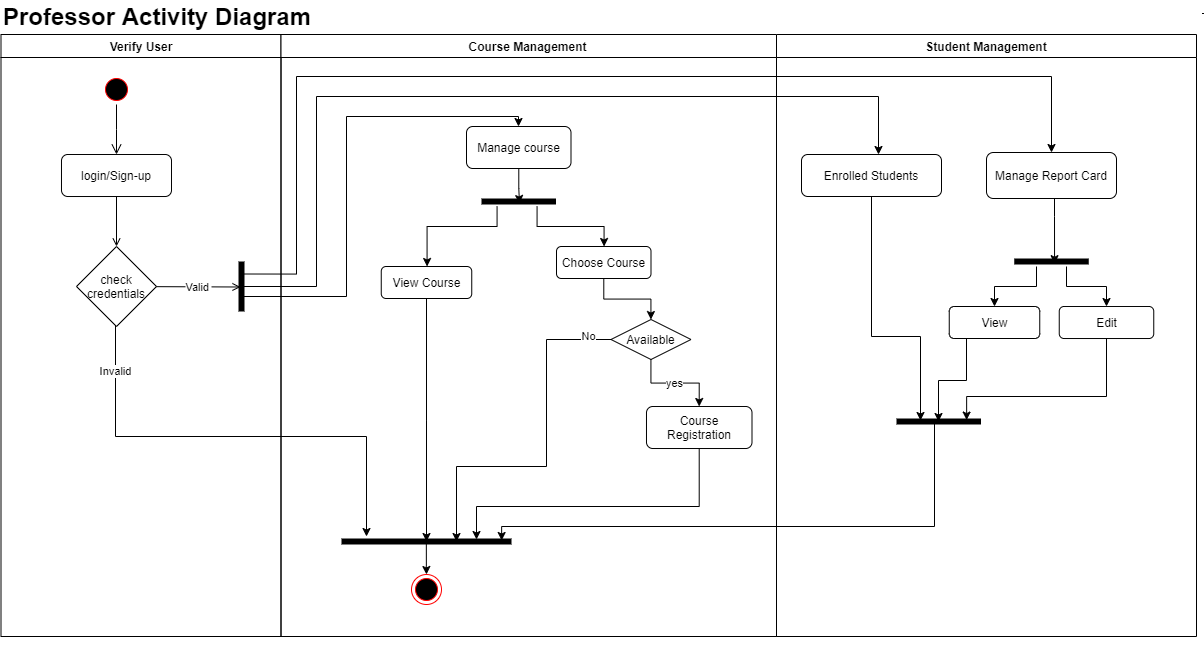 Professor Activity Diagram
Verify User
Course Management
Student Management
Manage course
login/Sign-up
Enrolled Students
Manage Report Card
check
credentials
Valid
View Course
Choose Course
View
Edit
No
Available
Invalid
yes
Course
Registration